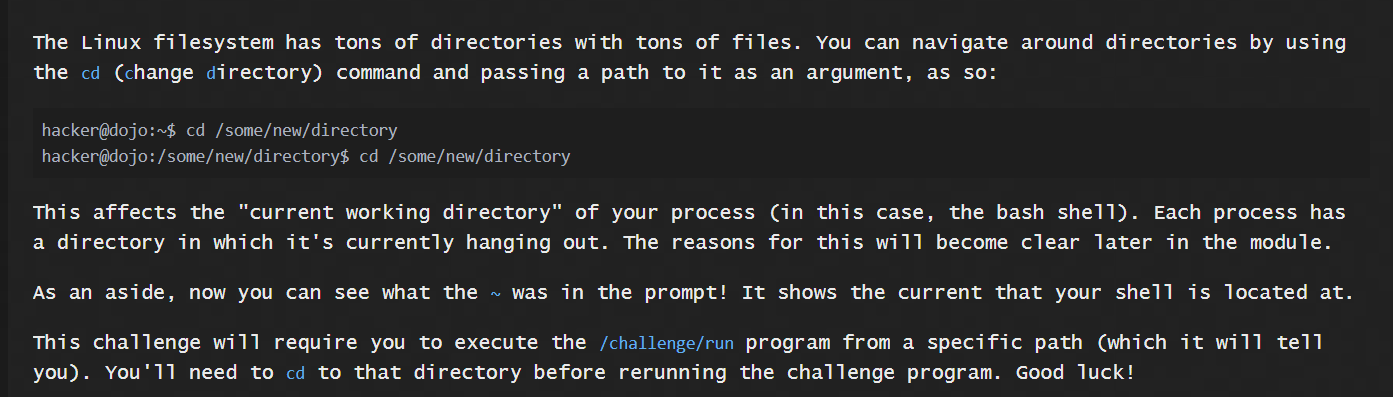 The Linux filesystem has tons of directories with tons of files. You can navigate around directories by using
the cd (change directory) command and passing a path to it as an argument, as so:
hacker@dojo:~$ cd /some/new/directory
hacker@dojo:/some/new/directory$ cd /some/new/directory
This affects the "current working directory" of your process (in this case, the bash shell). Each process has
a directory in which it's currently hanging out. The reasons for this will become clear later in the module.
As an aside, now you can see what the ~ was in the prompt! It shows the current that your shell is located at.
This challenge will require you to execute the /challenge/run program from a specific path (which it will tell
you). You'll need to cd to that directory before rerunning the challenge program. Good luck!